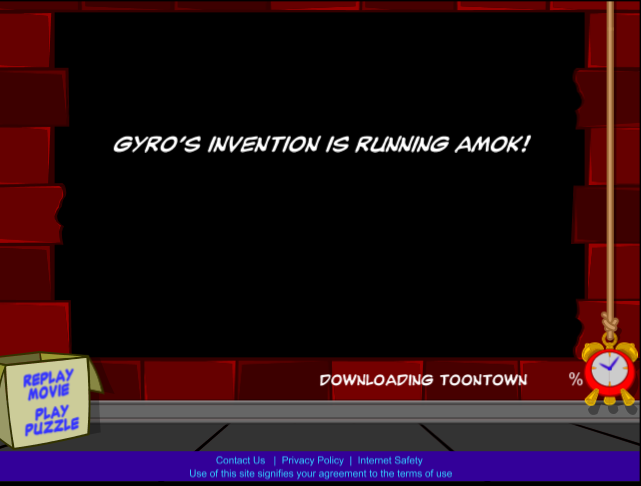 GYRO'S INVENTION IS RUNNING AMOK!
DOWNLOADING TOONTOWN %
REPLAY
MOVIE
PLAY
PUZZLE
Contact Us | Privacy Policy | Internet Safety
Use of this site signifies your agreement to the terms of use